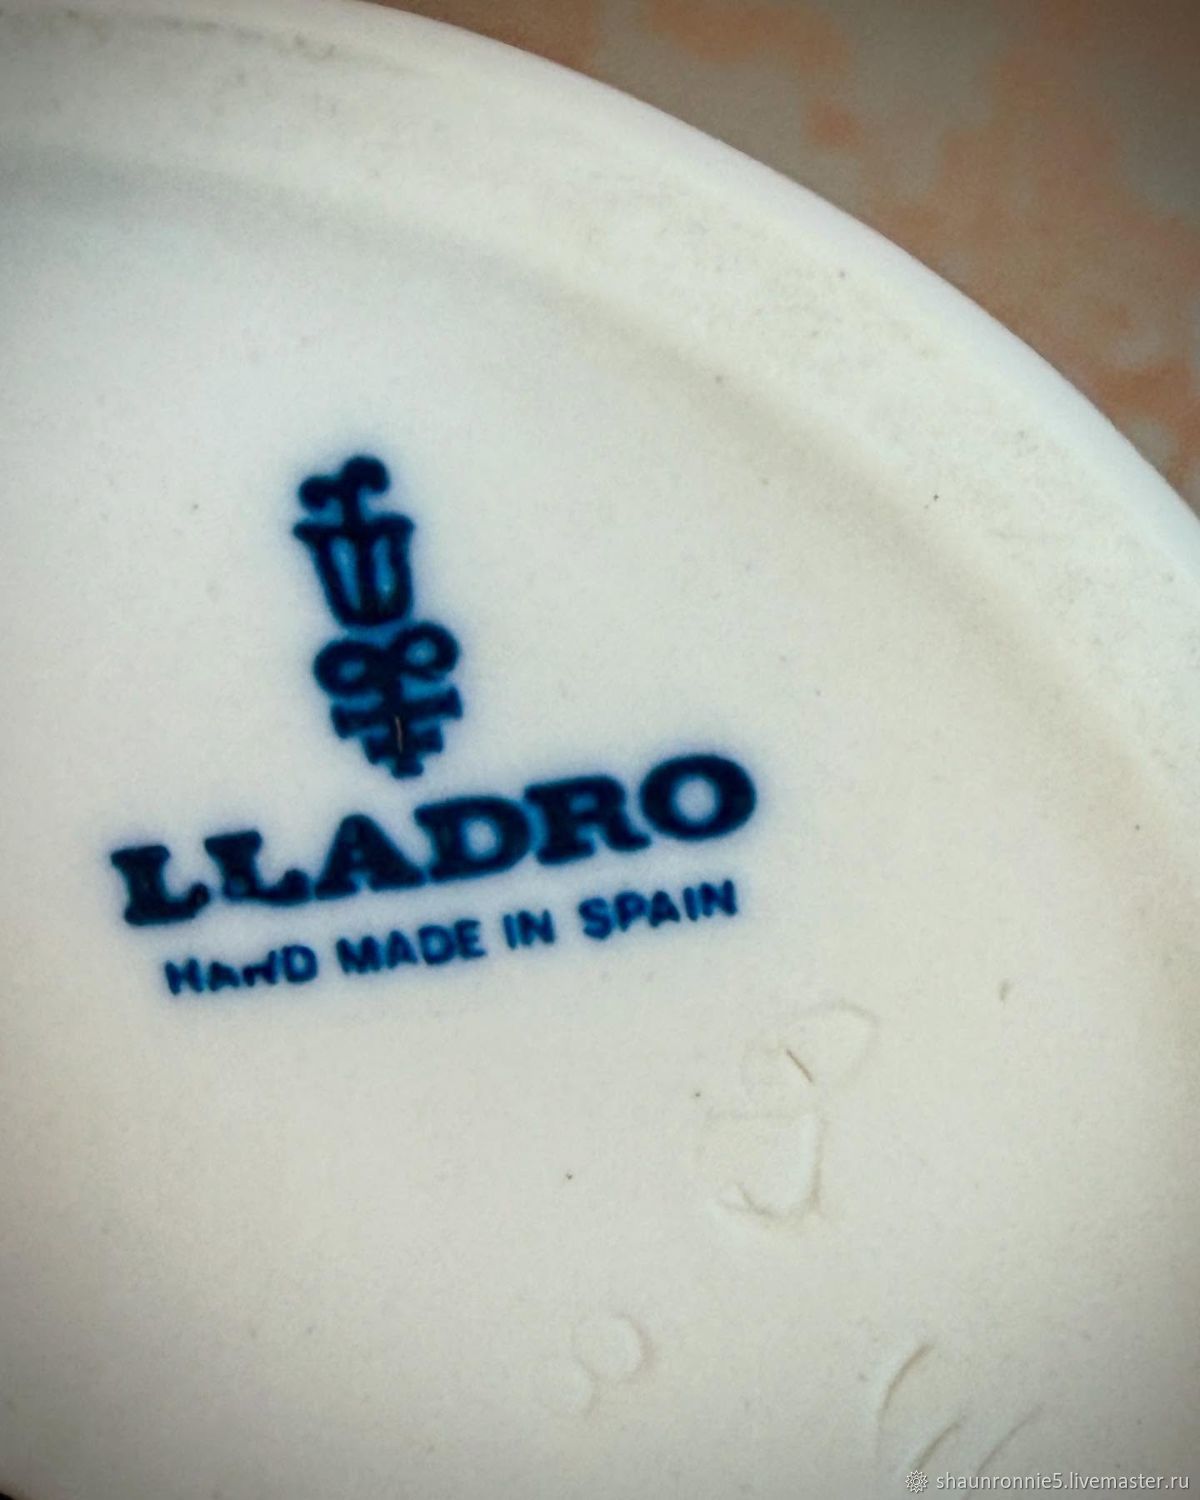 LLADRO
HAND MADE IN SPAIN
shaunronnie5.livemaster.ru